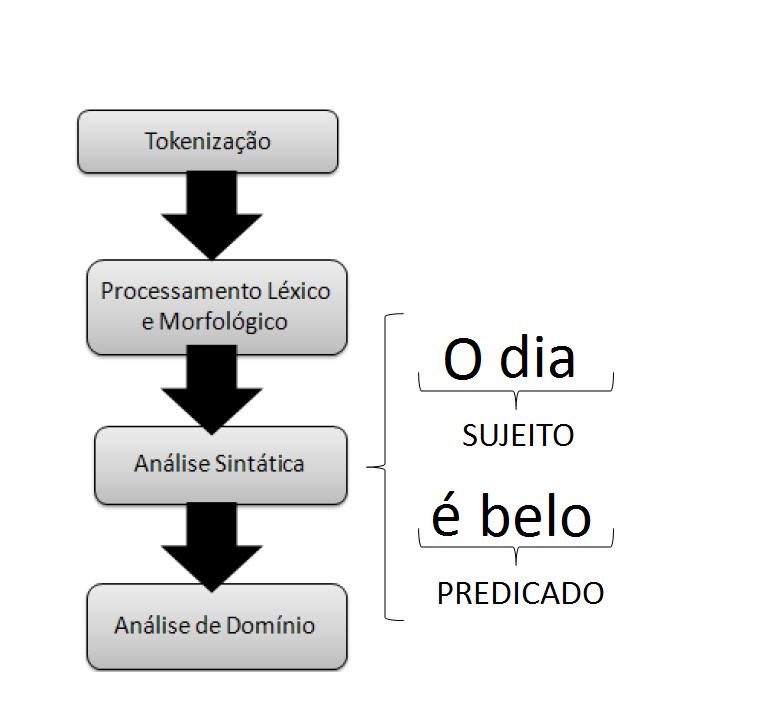 Tokenização
Processamento Léxico
e Morfológico
Análise Sintática
Análise de Domínio
O dia
SUJEITO
é belo
PREDICADO